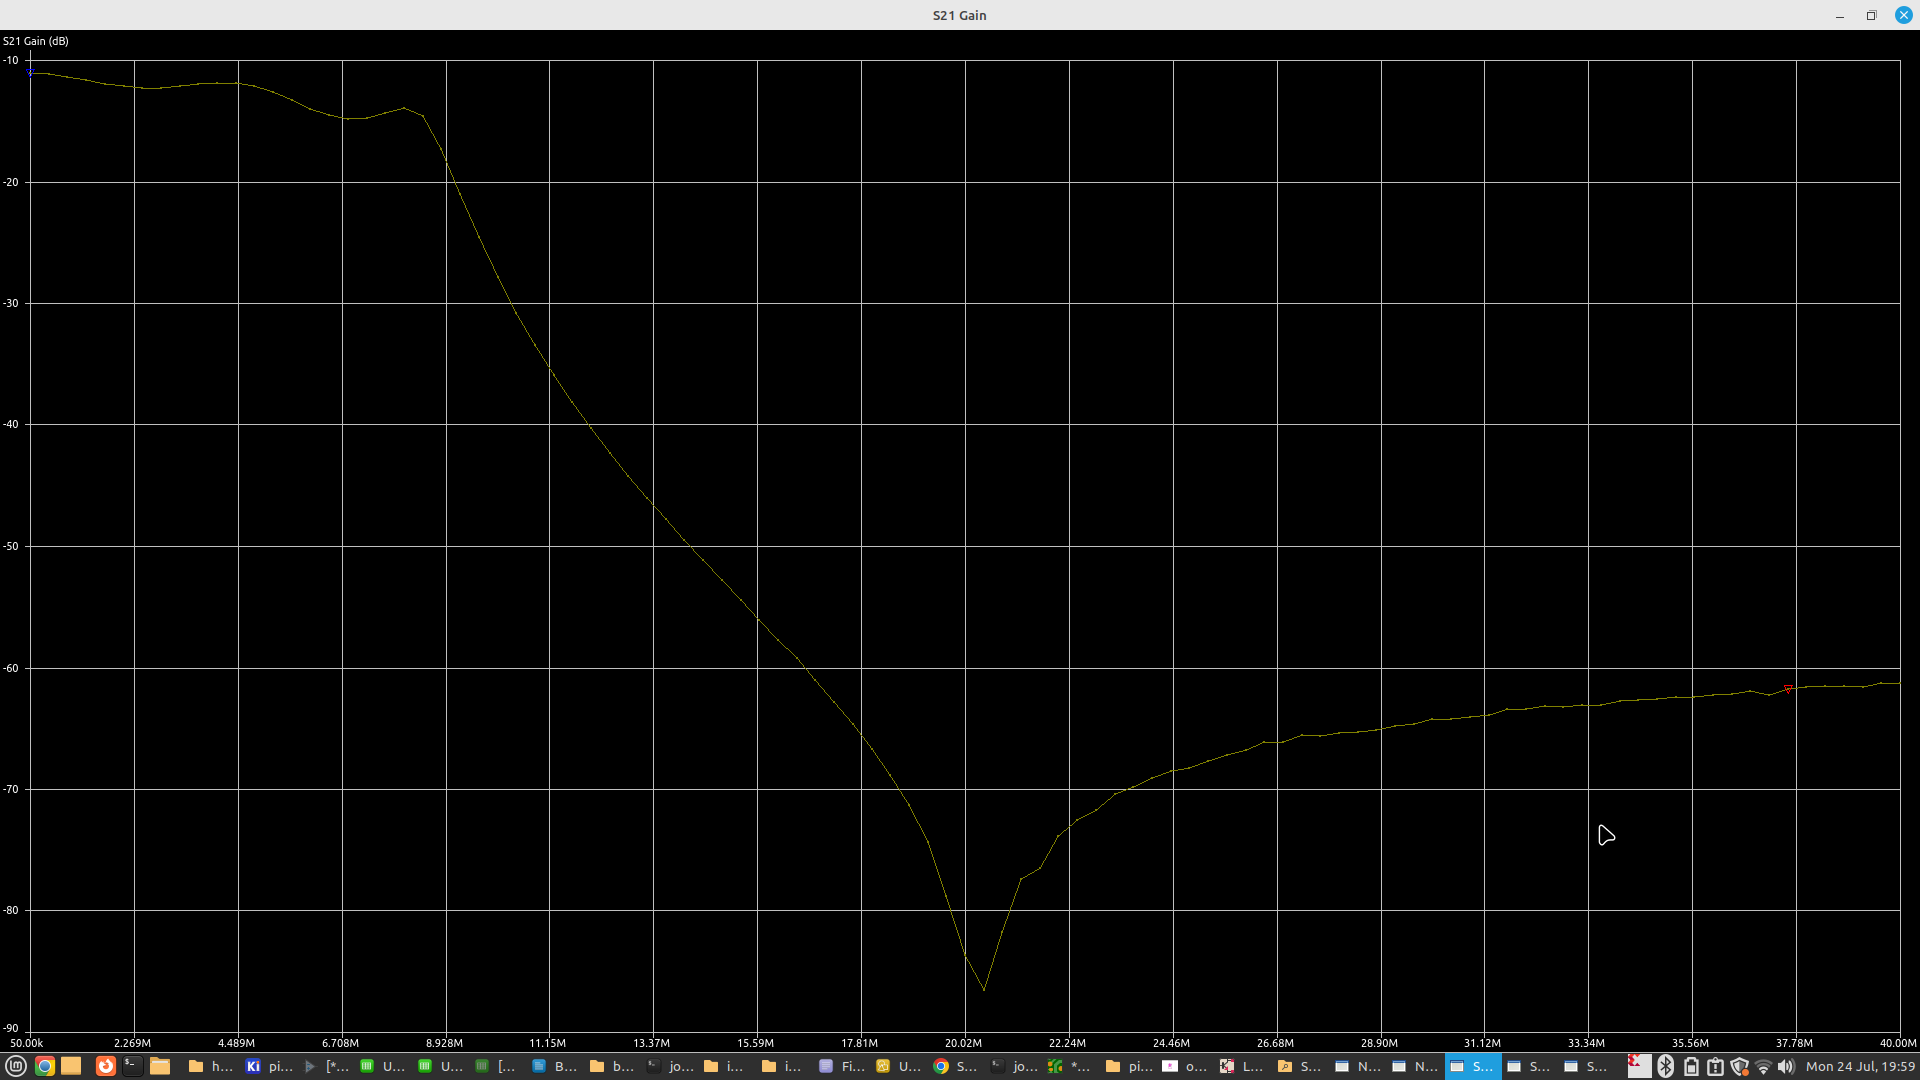 S21 Gain
S21 Gain (dB)
-10
-20
-30
-40
-50
-60
-70
-80
-90
50.00k 2.269M 4.489M 6.708M 8.928M 11.15M 13.37M 15.59M 17.81M 20.02M 22.24M 24.46M 26.68M 28.90M 31.12M 33.34M 35.56M 37.78M 40.00M
h... Ki pi... [*... U... U... [... B... b... jo... i... i... Fi... U... S... jo... *... pi... o... L... S... N... N... S... S... S... Mon 24 Jul, 19:59